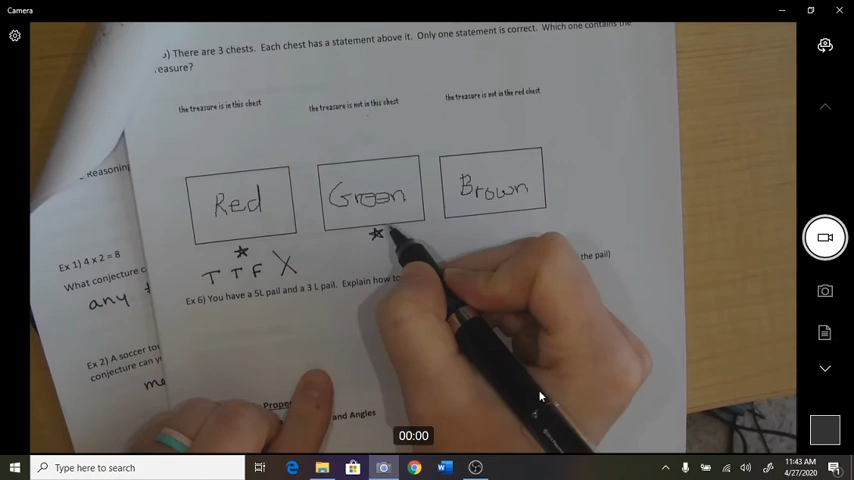 Camera
) There are 3 chests. Each chest has a statement above it. Only one statement is correct. Which one contains the
reasure?
the treasure is in this chest
the treasure is not in this chest
the treasure is not in the red chest
Reasoning
Red
Green
Brown
T T F X
Ex 1) 4 x 2 = 8
What conjecture c
any
Ex 6) You have a 5L pail and a 3 L pail. Explain how to
the pail)
Ex 2) A soccer tou
conjecture can y
me
Prope
and Angles
00:00
Type here to search
11:43 AM
4/27/2020